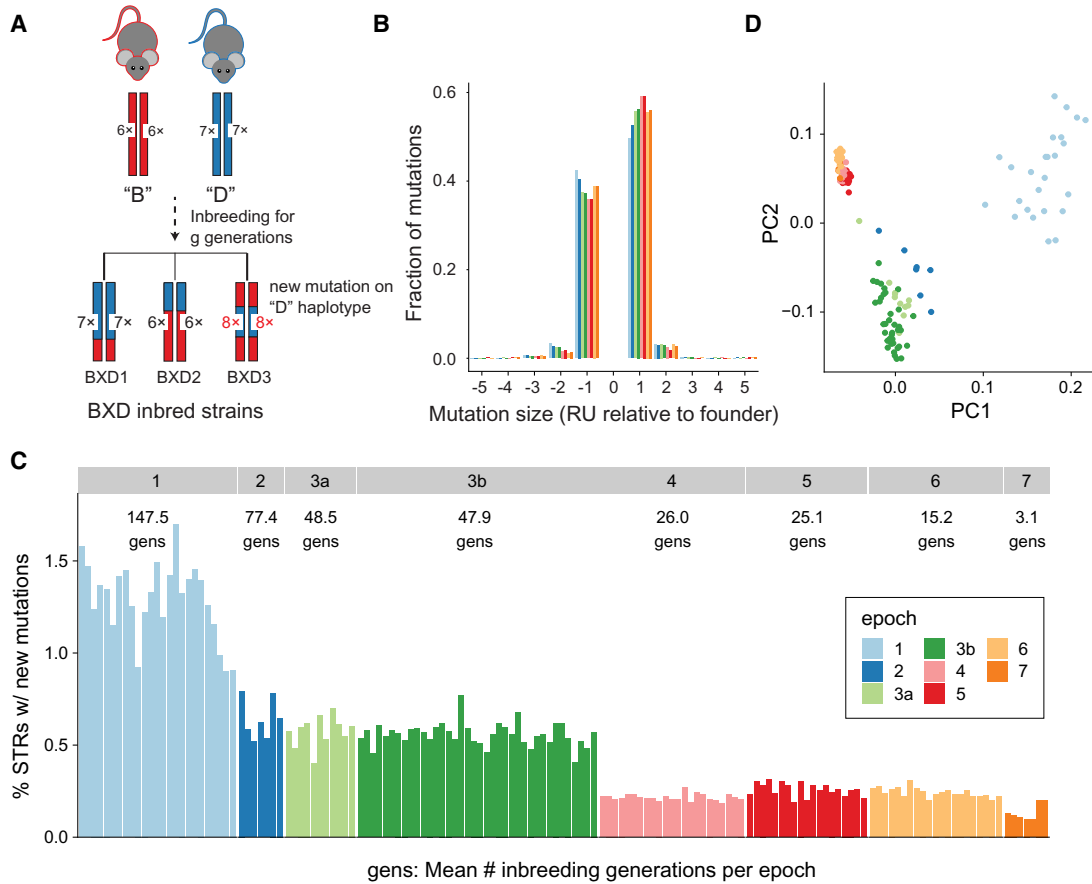 A
6× 6×
7× 7×
"B"
"D"
Inbreeding for
g generations
new mutation on
"D" haplotype
7× 7×
6× 6×
8× 8×
BXD1
BXD2
BXD3
BXD inbred strains
B
Fraction of mutations
0.6
0.4
0.2
0.0
-5 -4 -3 -2 -1 0 1 2 3 4 5
Mutation size (RU relative to founder)
D
PC2
0.1
0.0
−0.1
0.0 0.1 0.2
PC1
C
1 2 3a 3b 4 5 6 7
147.5 77.4 48.5 47.9 26.0 25.1 15.2 3.1
gens gens gens gens gens gens gens gens
% STRs w/ new mutations
1.5
1.0
0.5
0.0
epoch
1 3b 6
2 4 7
3a 5
gens: Mean # inbreeding generations per epoch